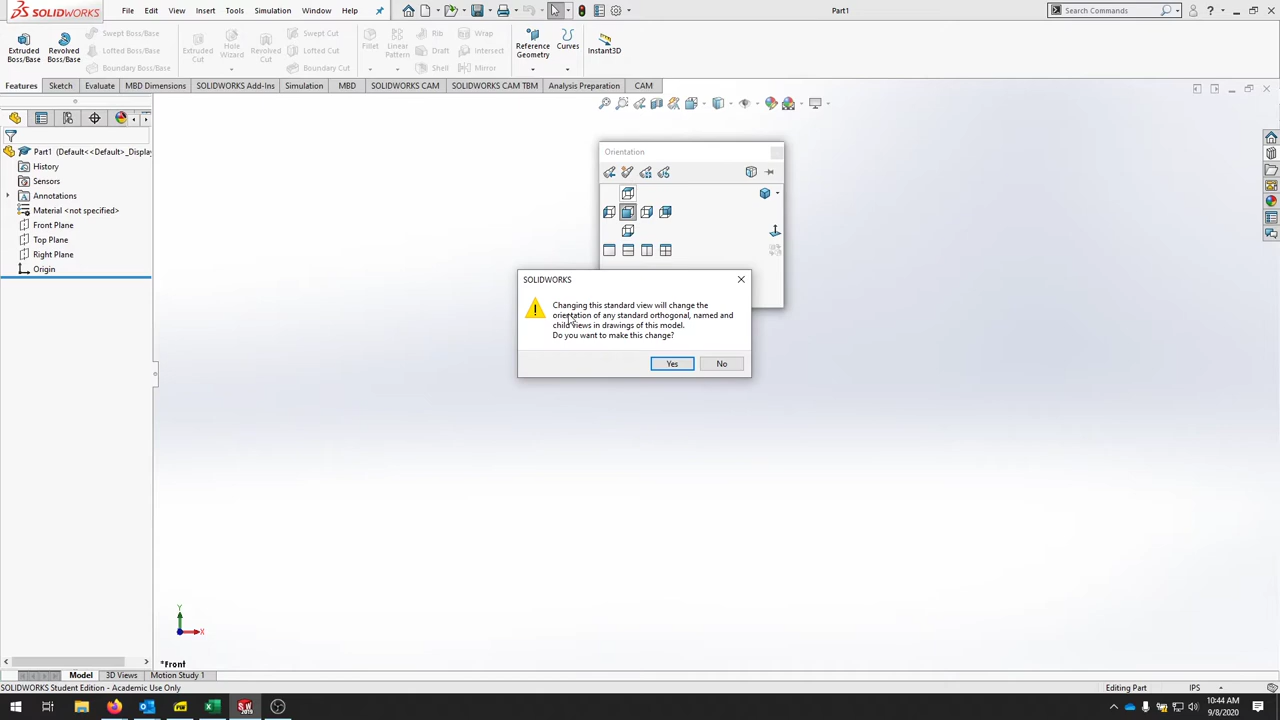 SOLIDWORKS File Edit View Insert Tools Simulation Window Help Part1 Search Commands ?
Extruded Boss/Base
Revolved Boss/Base
Swept Boss/Base
Lofted Boss/Base
Boundary Boss/Base
Extruded Cut
Hole Wizard
Revolved Cut
Swept Cut
Lofted Cut
Boundary Cut
Fillet
Linear Pattern
Rib
Draft
Shell
Wrap
Intersect
Mirror
Reference Geometry
Curves
Instant3D
Features Sketch Evaluate MBD Dimensions SOLIDWORKS Add-Ins Simulation MBD SOLIDWORKS CAM SOLIDWORKS CAM TBM Analysis Preparation CAM
Part1 (Default<<Default>_Display
History
Sensors
Annotations
Material <not specified>
Front Plane
Top Plane
Right Plane
Origin
Orientation
SOLIDWORKS
Changing this standard view will change the
orientation of any standard orthogonal, named and
child views in drawings of this model.
Do you want to make this change?
Yes No
Y
X
*Front
Model 3D Views Motion Study 1
SOLIDWORKS Student Edition - Academic Use Only Editing Part IPS
10:44 AM
9/8/2020